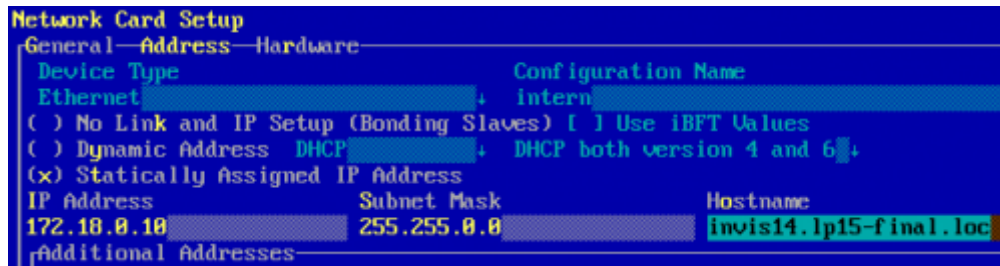 Network Card Setup
General—Address—Hardware
Device Type Configuration Name
Ethernet ↓ intern
( ) No Link and IP Setup (Bonding Slaves) [ ] Use iBFT Values
( ) Dynamic Address DHCP ↓ DHCP both version 4 and 6 ↓
(x) Statically Assigned IP Address
IP Address Subnet Mask Hostname
172.18.0.10 255.255.0.0 invis14.lp15-final.loc
Additional Addresses